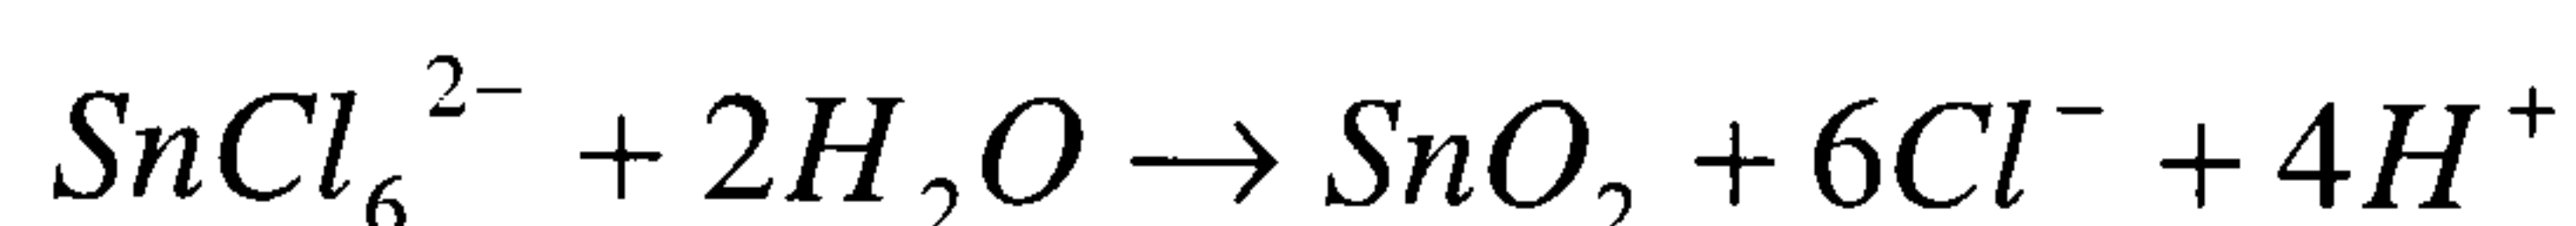 SnCl₆²⁻ + 2H₂O → SnO₂ + 6Cl⁻ + 4H⁺